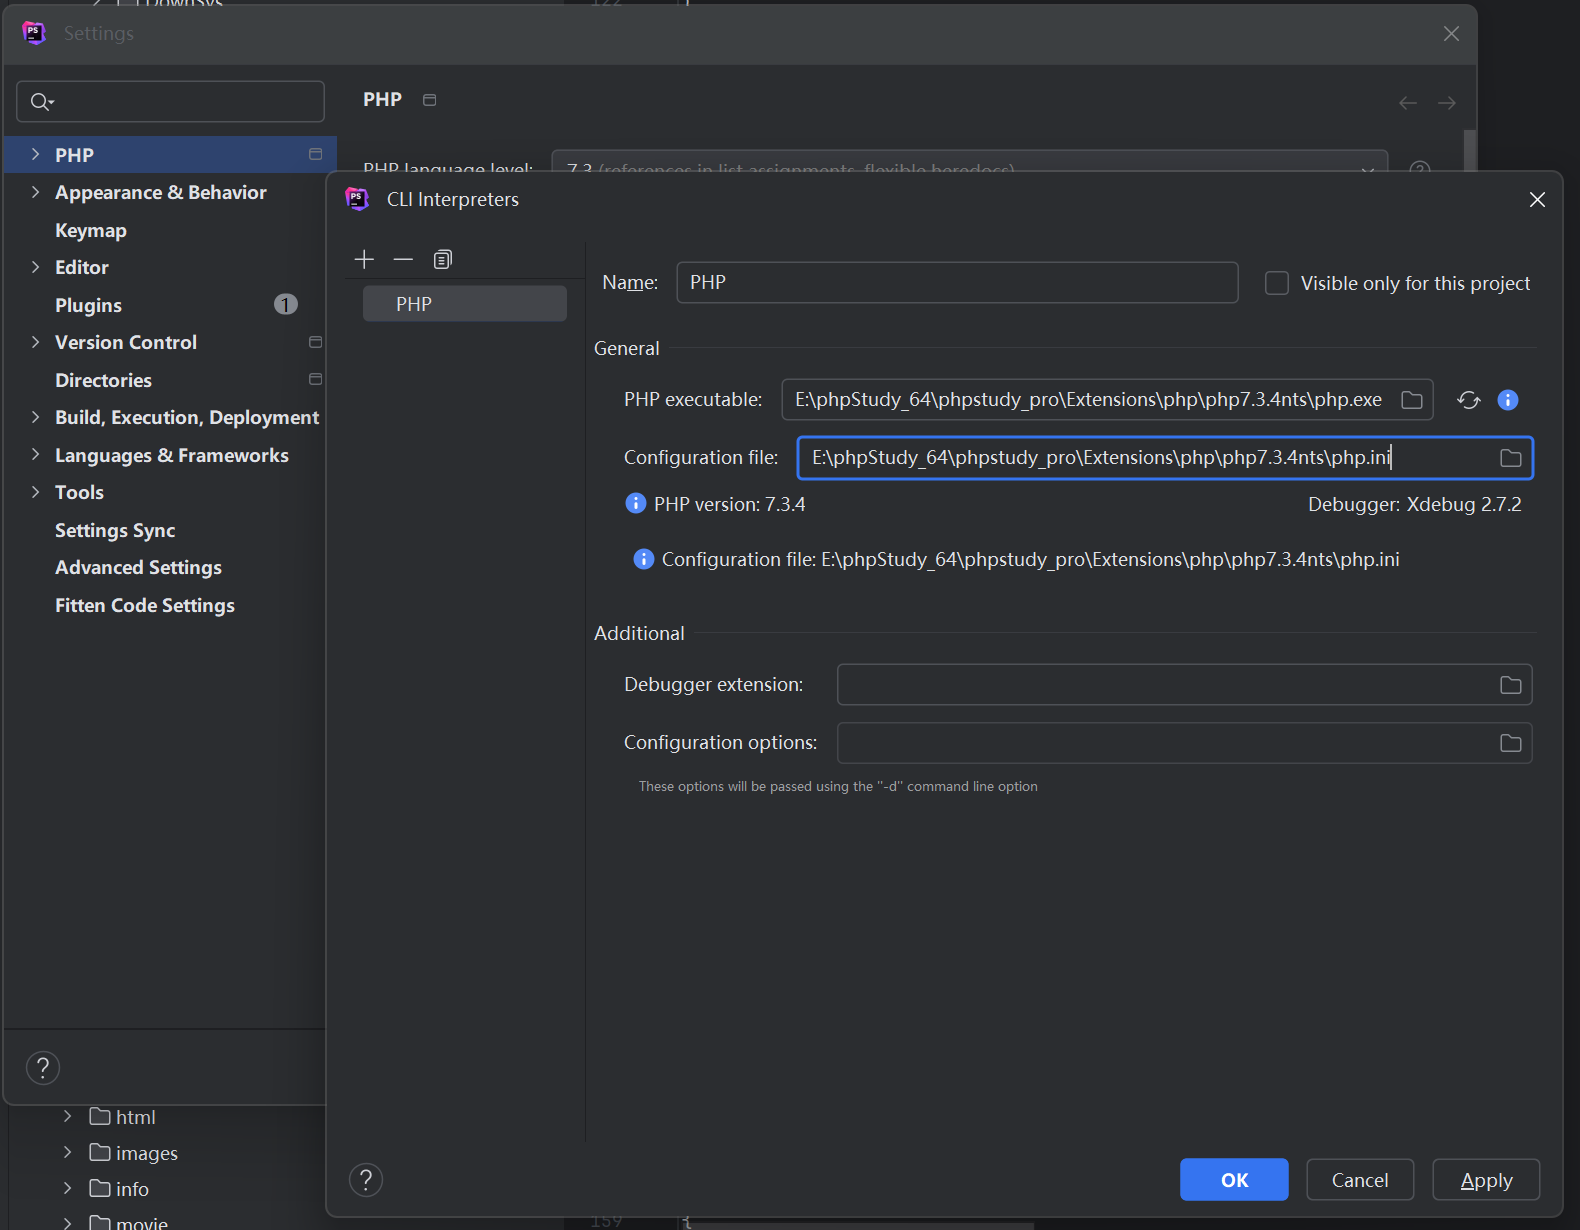 DownSys
122
Settings
PHP
PHP
PHP language level:
7.3 (references in list assignments, flexible heredocs)
Appearance & Behavior
Keymap
Editor
Plugins
1
Version Control
Directories
Build, Execution, Deployment
Languages & Frameworks
Tools
Settings Sync
Advanced Settings
Fitten Code Settings
?
html
images
info
movie
CLI Interpreters
PHP
Name:
PHP
Visible only for this project
General
PHP executable:
E:\phpStudy_64\phpstudy_pro\Extensions\php\php7.3.4nts\php.exe
Configuration file:
E:\phpStudy_64\phpstudy_pro\Extensions\php\php7.3.4nts\php.ini
PHP version: 7.3.4
Debugger: Xdebug 2.7.2
Configuration file: E:\phpStudy_64\phpstudy_pro\Extensions\php\php7.3.4nts\php.ini
Additional
Debugger extension:
Configuration options:
These options will be passed using the "-d" command line option
?
OK
Cancel
Apply
159
{